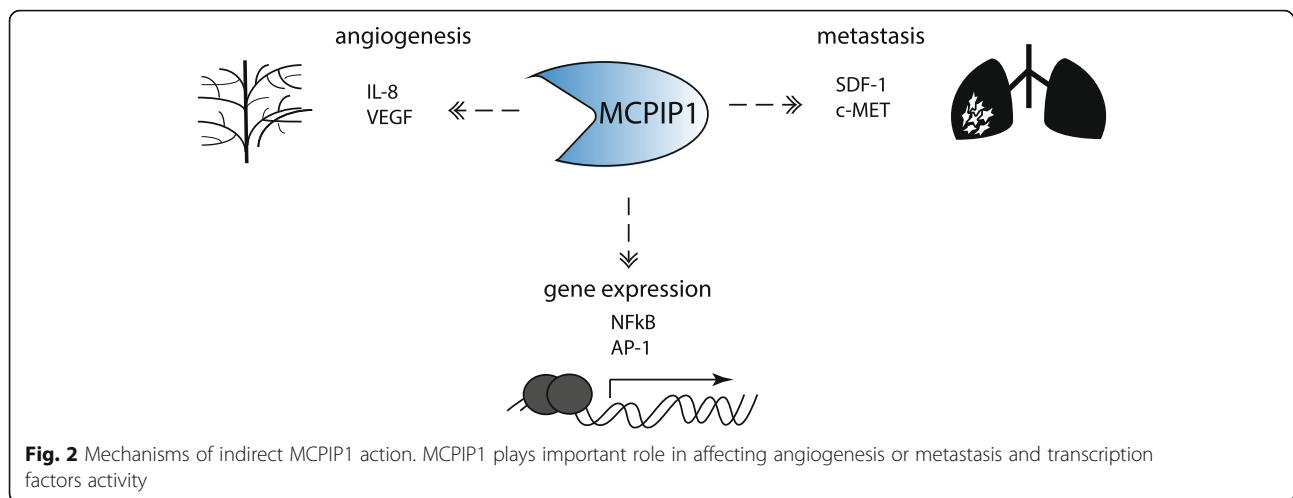 angiogenesis
metastasis
IL-8
VEGF
MCPIP1
SDF-1
c-MET
gene expression
NFkB
AP-1
Fig. 2 Mechanisms of indirect MCPIP1 action. MCPIP1 plays important role in affecting angiogenesis or metastasis and transcription
factors activity